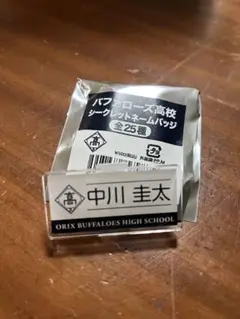 バファローズ高校
シークレットネームバッジ
全25種
高
中川 圭太
ORIX BUFFALOES HIGH SCHOOL